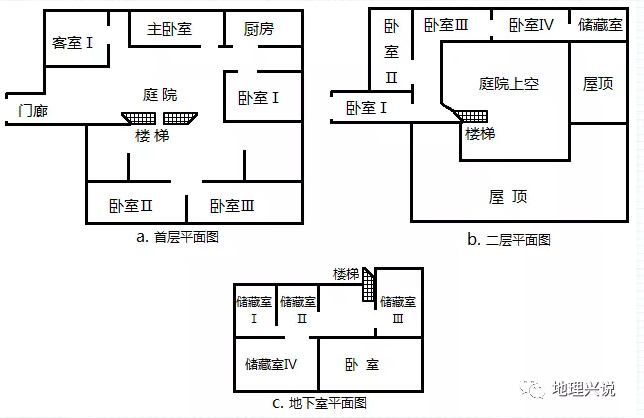 客室Ⅰ
主卧室
厨房
庭 院
卧室Ⅰ
门廊
楼 梯
卧室Ⅱ
卧室Ⅲ
a. 首层平面图
卧
室
Ⅱ
卧室Ⅲ
卧室Ⅳ
储藏室
庭院上空
屋顶
卧室Ⅰ
楼梯
屋 顶
b. 二层平面图
楼梯
储藏室
Ⅰ
储藏室
Ⅱ
储藏室
Ⅲ
储藏室Ⅳ
卧 室
c. 地下室平面图
地理兴说